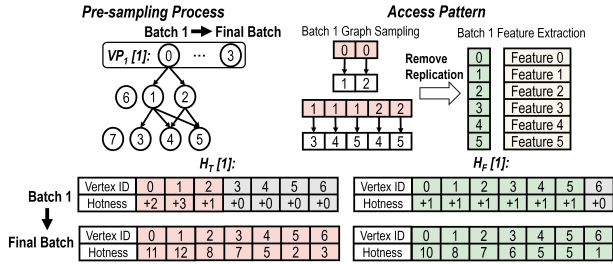 Pre-sampling Process
Batch 1 Final Batch
VP1 [1]: 0 ... 3
6 1 2
7 3 4 5
Access Pattern
Batch 1 Graph Sampling
0 0
1 2
1 1 1 2 2
3 4 5 4 5
Remove
Replication
Batch 1 Feature Extraction
0 Feature 0
1 Feature 1
2 Feature 2
3 Feature 3
4 Feature 4
5 Feature 5
HT [1]:
Batch 1
Vertex ID 0 1 2 3 4 5 6
Hotness +2 +3 +1 +0 +0 +0 +0
Final Batch
Vertex ID 0 1 2 3 4 5 6
Hotness 11 12 8 7 5 2 3
HF [1]:
Vertex ID 0 1 2 3 4 5 6
Hotness +1 +1 +1 +1 +1 +1 +0
Vertex ID 0 1 2 3 4 5 6
Hotness 10 8 7 6 5 5 1